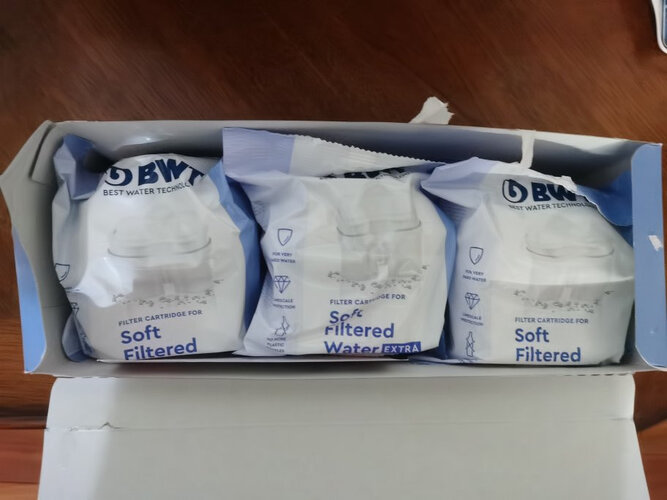 BWT
BEST WATER TECHNOLOGY
FILTER CARTRIDGE FOR
Soft
Filtered
FOR VERY
HARD WATER
LIMESCALE
PROTECTION
NO MORE
PLASTIC
BOTTLES
FILTER CARTRIDGE FOR
Soft
Filtered
Water EXTRA
BWT
BEST WATER TECHNOLOGY
FOR VERY
HARD WATER
LIMESCALE
PROTECTION
FILTER CARTRIDGE FOR
Soft
Filtered